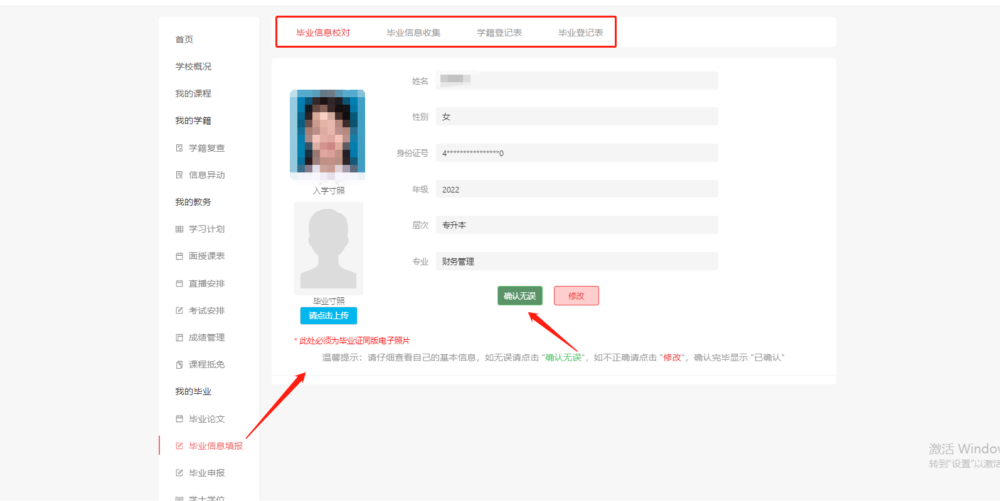 首页
学校概况
我的课程
我的学籍
学籍复查
信息异动
我的教务
学习计划
面授课表
直播安排
考试安排
成绩管理
课程抵免
我的毕业
毕业论文
毕业信息填报
毕业申报
学士学位
毕业信息校对 毕业信息收集 学籍登记表 毕业登记表
入学寸照
毕业寸照
请点击上传
姓名
性别 女
身份证号 4****************0
年级 2022
层次 专升本
专业 财务管理
确认无误 修改
* 此处必须为毕业证同版电子照片
温馨提示：请仔细查看自己的基本信息，如无误请点击 "确认无误"，如不正确请点击 "修改"，确认完毕显示 "已确认"
激活 Window
转到"设置"以激活